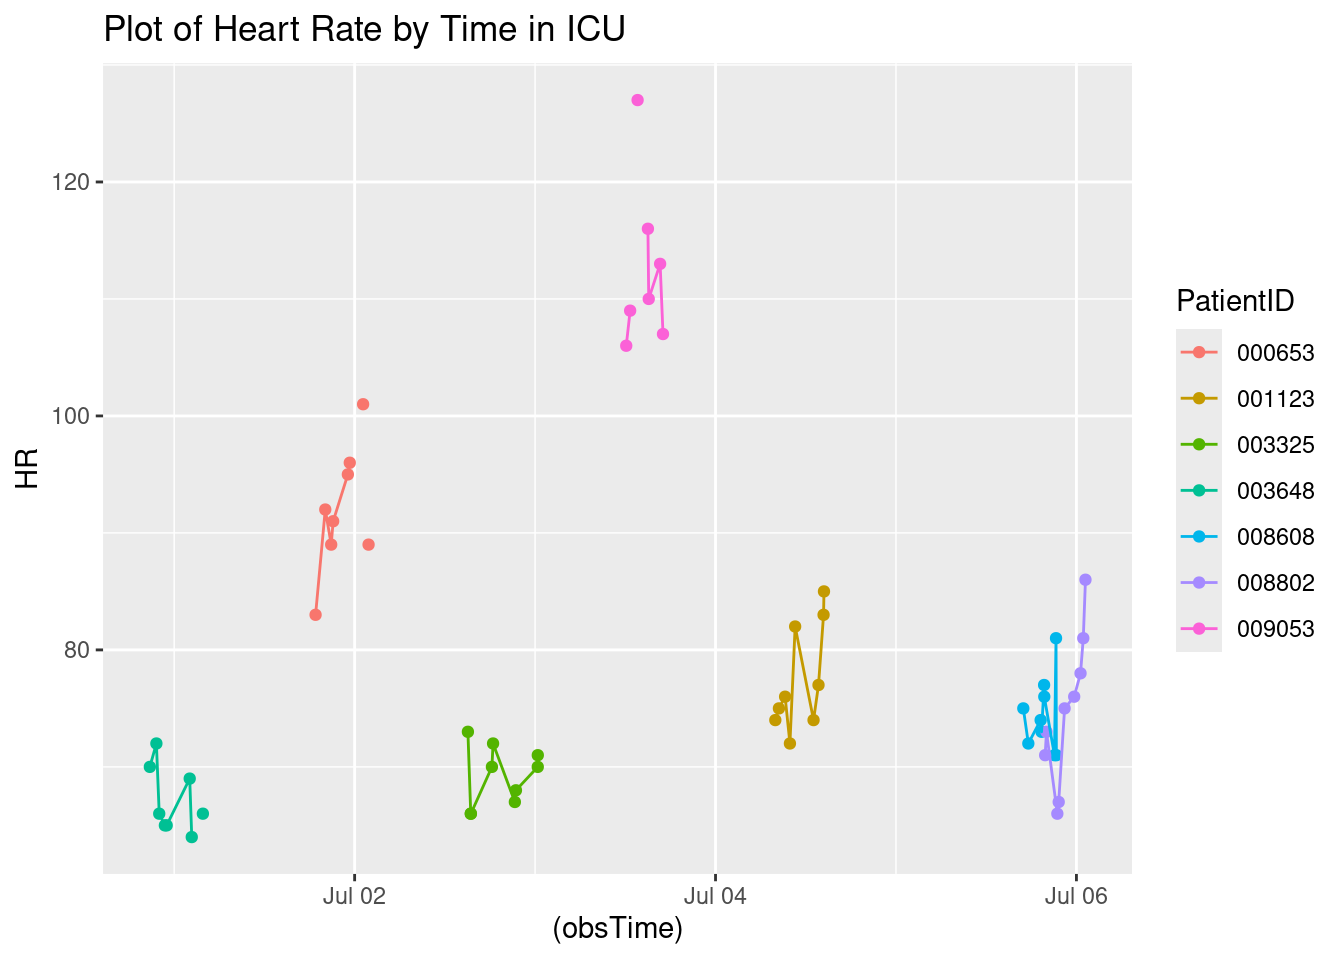 Plot of Heart Rate by Time in ICU
120
100
80
HR
Jul 02
Jul 04
Jul 06
(obsTime)
PatientID
000653
001123
003325
003648
008608
008802
009053